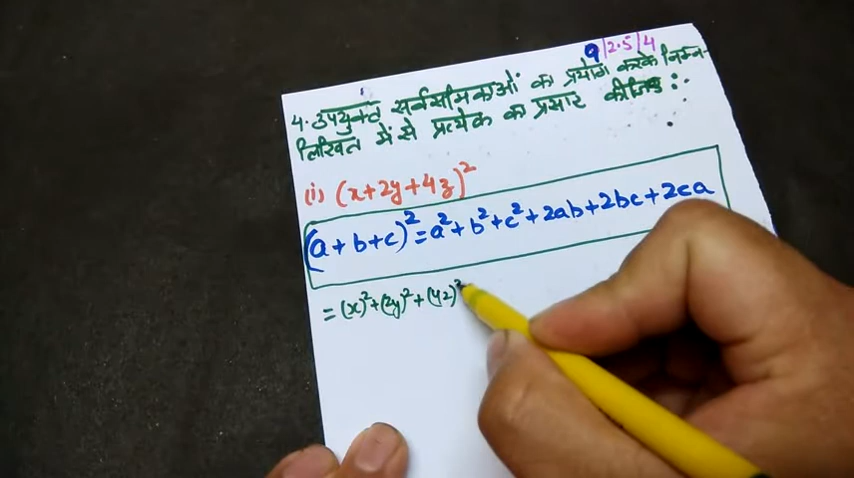 9/2.5/4
4. उपयुक्त सर्वसमिकाओं का प्रयोग करके निम्न-
लिखित में से प्रत्येक का प्रसार कीजिए :-
(i) (x+2y+4z)²
(a+b+c)²=a²+b²+c²+2ab+2bc+2ca
=(x)²+(2y)²+(4z)²